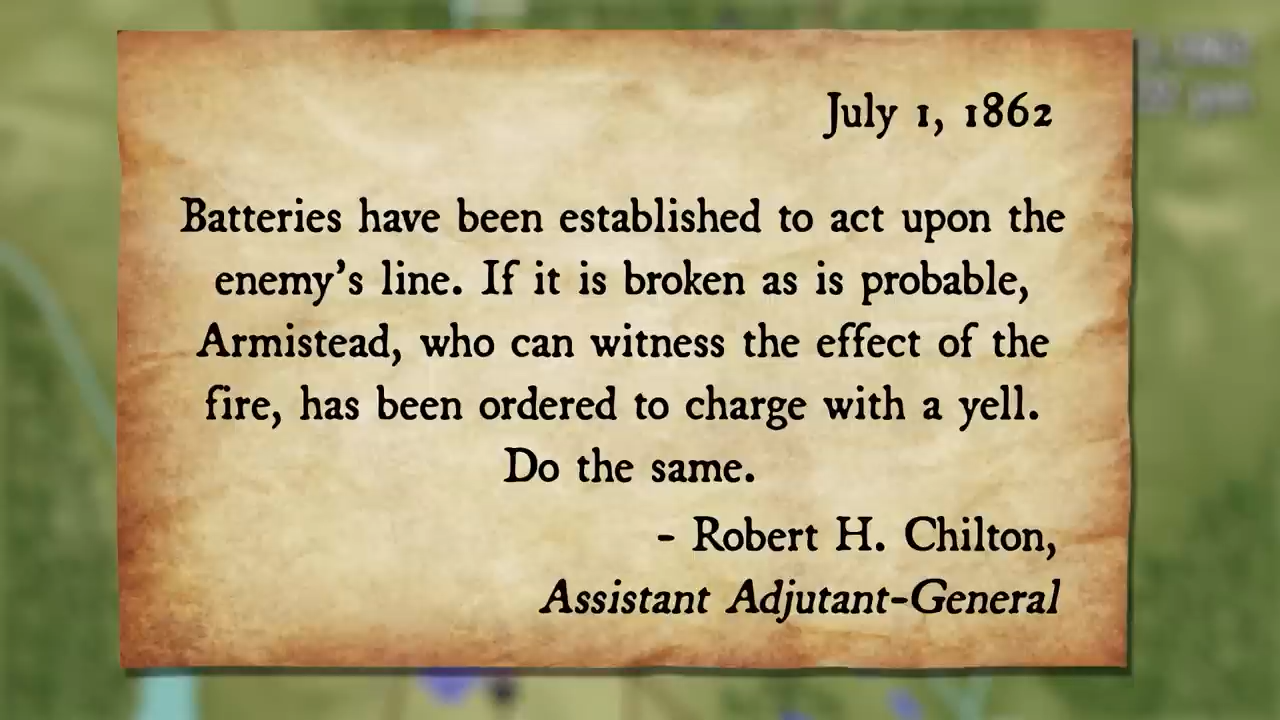 July 1, 1862
Batteries have been established to act upon the
enemy's line. If it is broken as is probable,
Armistead, who can witness the effect of the
fire, has been ordered to charge with a yell.
Do the same.
- Robert H. Chilton,
Assistant Adjutant-General